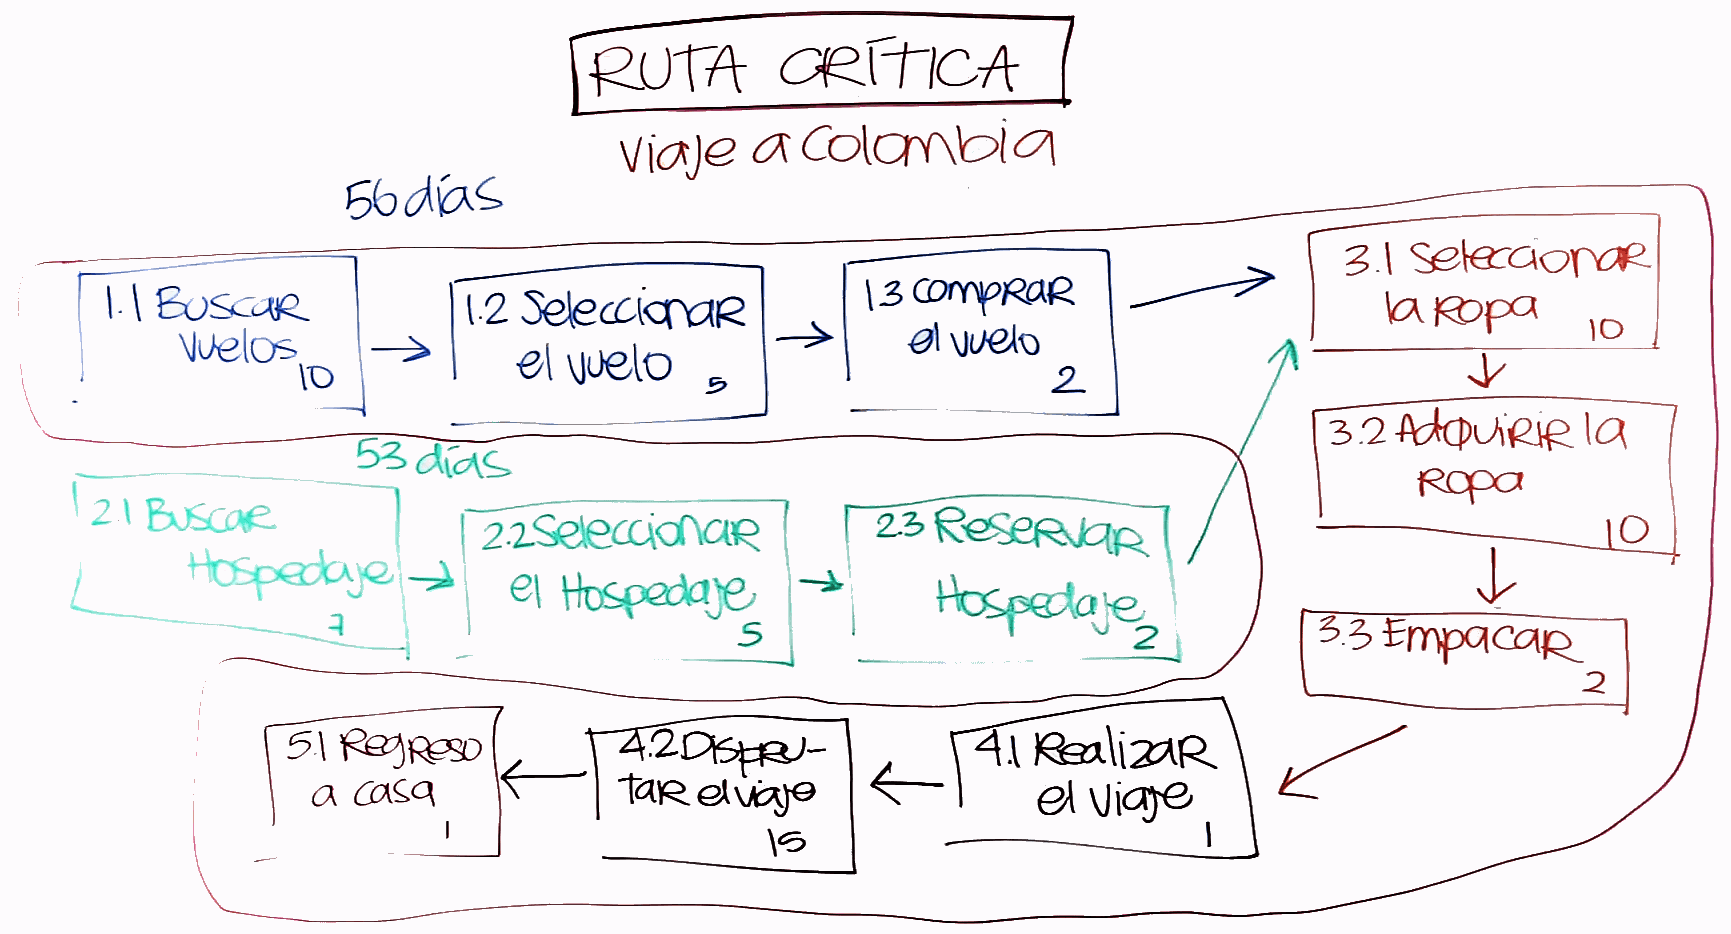 RUTA CRÍTICA
Viaje a Colombia
56 días
1.1 Buscar
Vuelos
10
1.2 Seleccionar
el vuelo
5
1.3 Comprar
el vuelo
2
3.1 Seleccionar
la ropa
10
3.2 Adquirir la
ropa
10
53 días
2.1 Buscar
Hospedaje
7
2.2 Seleccionar
el Hospedaje
5
2.3 Reservar
Hospedaje
2
3.3 Empacar
2
5.1 Regreso
a casa
1
4.2 Disfru-
tar el viaje
15
4.1 Realizar
el viaje
1